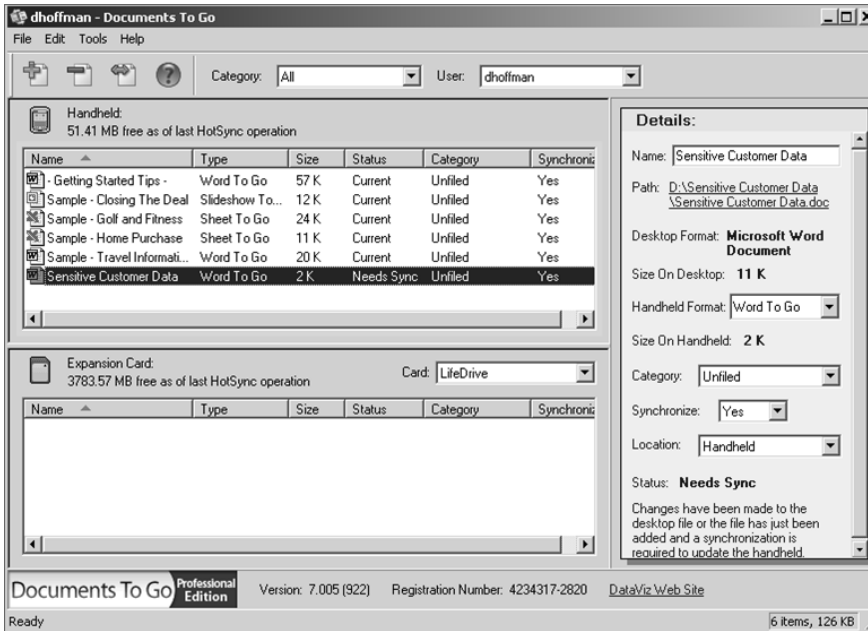 dhoffman - Documents To Go
File Edit Tools Help
Category: All User: dhoffman
Handheld:
51.41 MB free as of last HotSync operation
Name Type Size Status Category Synchroniz
- Getting Started Tips - Word To Go 57 K Current Unfiled Yes
Sample - Closing The Deal Slideshow To... 12 K Current Unfiled Yes
Sample - Golf and Fitness Sheet To Go 24 K Current Unfiled Yes
Sample - Home Purchase Sheet To Go 11 K Current Unfiled Yes
Sample - Travel Informati... Word To Go 20 K Current Unfiled Yes
Sensitive Customer Data Word To Go 2 K Needs Sync Unfiled Yes
Expansion Card:
3783.57 MB free as of last HotSync operation
Card: LifeDrive
Name Type Size Status Category Synchroniz
Details:
Name: Sensitive Customer Data
Path: D:\Sensitive Customer Data
\Sensitive Customer Data.doc
Desktop Format: Microsoft Word
Document
Size On Desktop: 11 K
Handheld Format: Word To Go
Size On Handheld: 2 K
Category: Unfiled
Synchronize: Yes
Location: Handheld
Status: Needs Sync
Changes have been made to the
desktop file or the file has just been
added and a synchronization is
required to update the handheld.
Documents To Go Professional
Edition
Version: 7.005 (922) Registration Number: 4234317-2820 DataViz Web Site
Ready 6 items, 126 KB